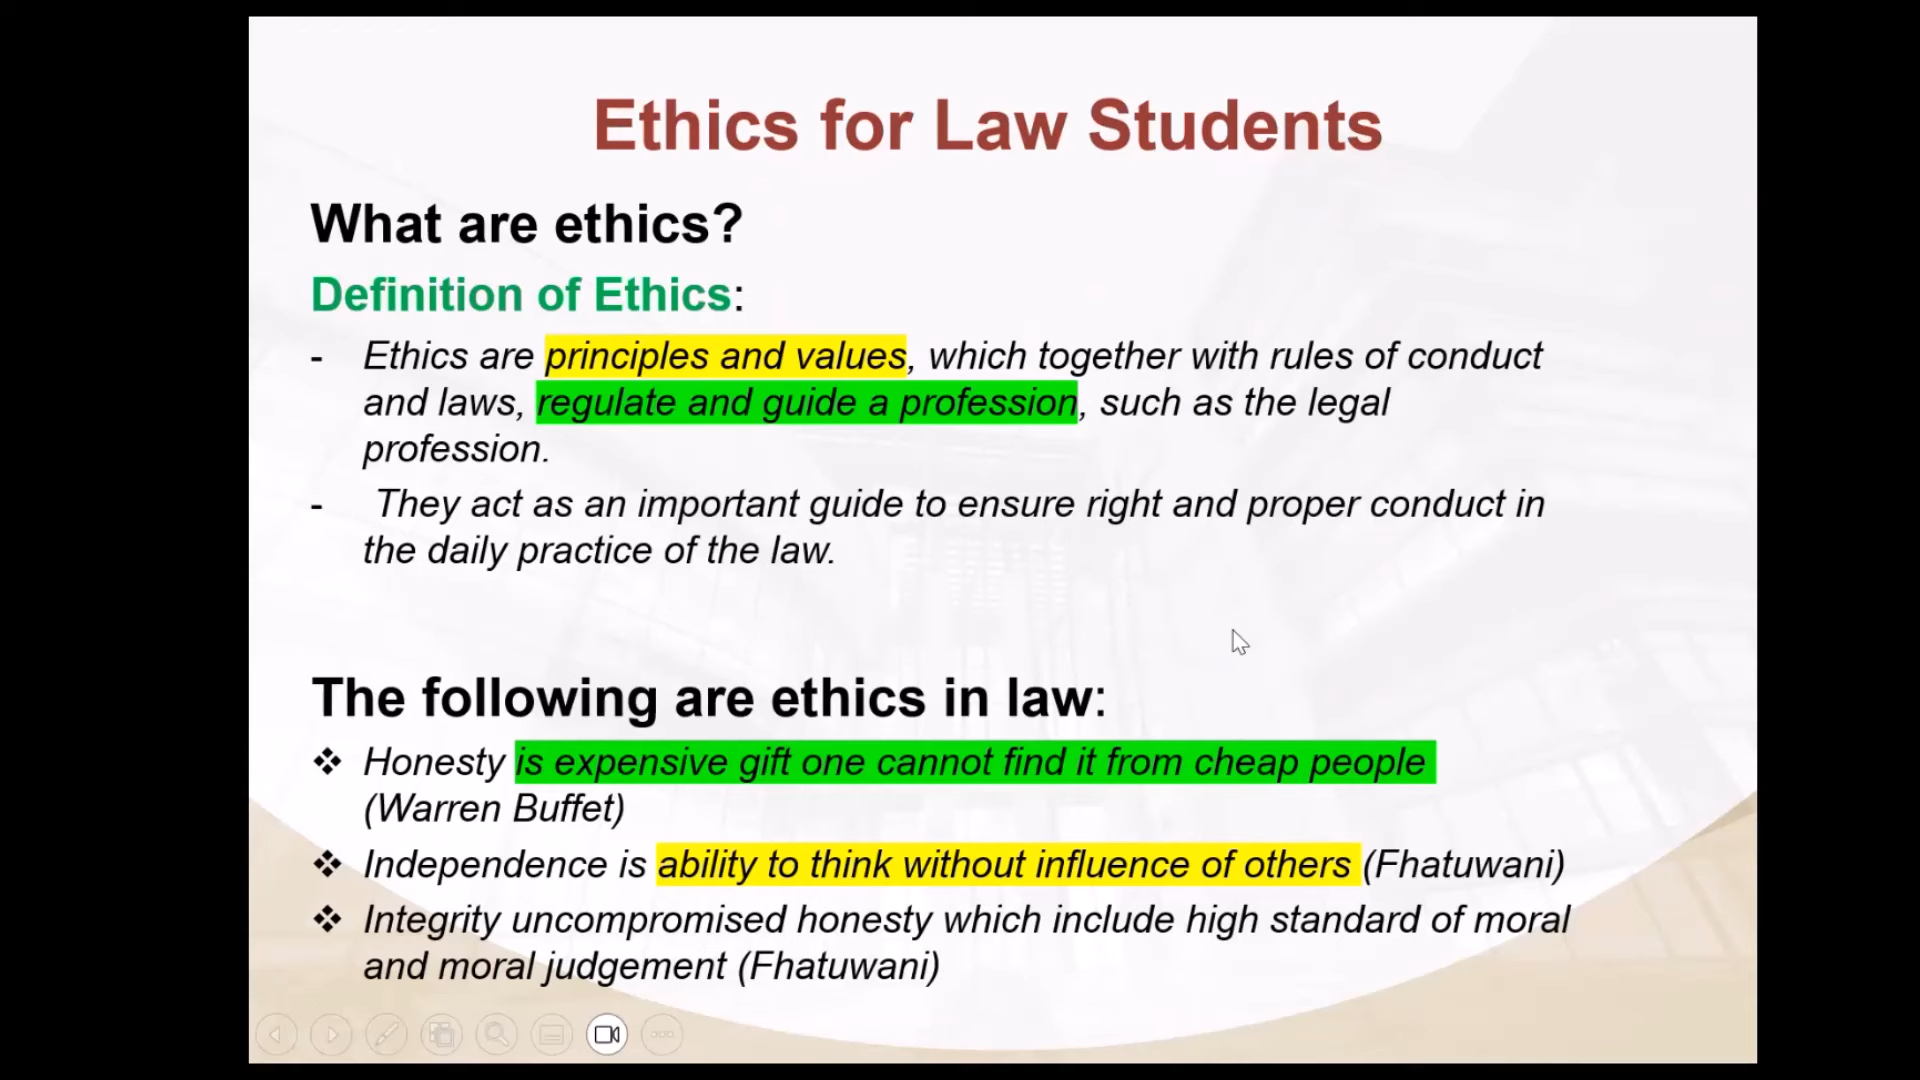 Ethics for Law Students
What are ethics?
Definition of Ethics:
- Ethics are principles and values, which together with rules of conduct
and laws, regulate and guide a profession, such as the legal
profession.
- They act as an important guide to ensure right and proper conduct in
the daily practice of the law.
The following are ethics in law:
❖ Honesty is expensive gift one cannot find it from cheap people
(Warren Buffet)
❖ Independence is ability to think without influence of others (Fhatuwani)
❖ Integrity uncompromised honesty which include high standard of moral
and moral judgement (Fhatuwani)